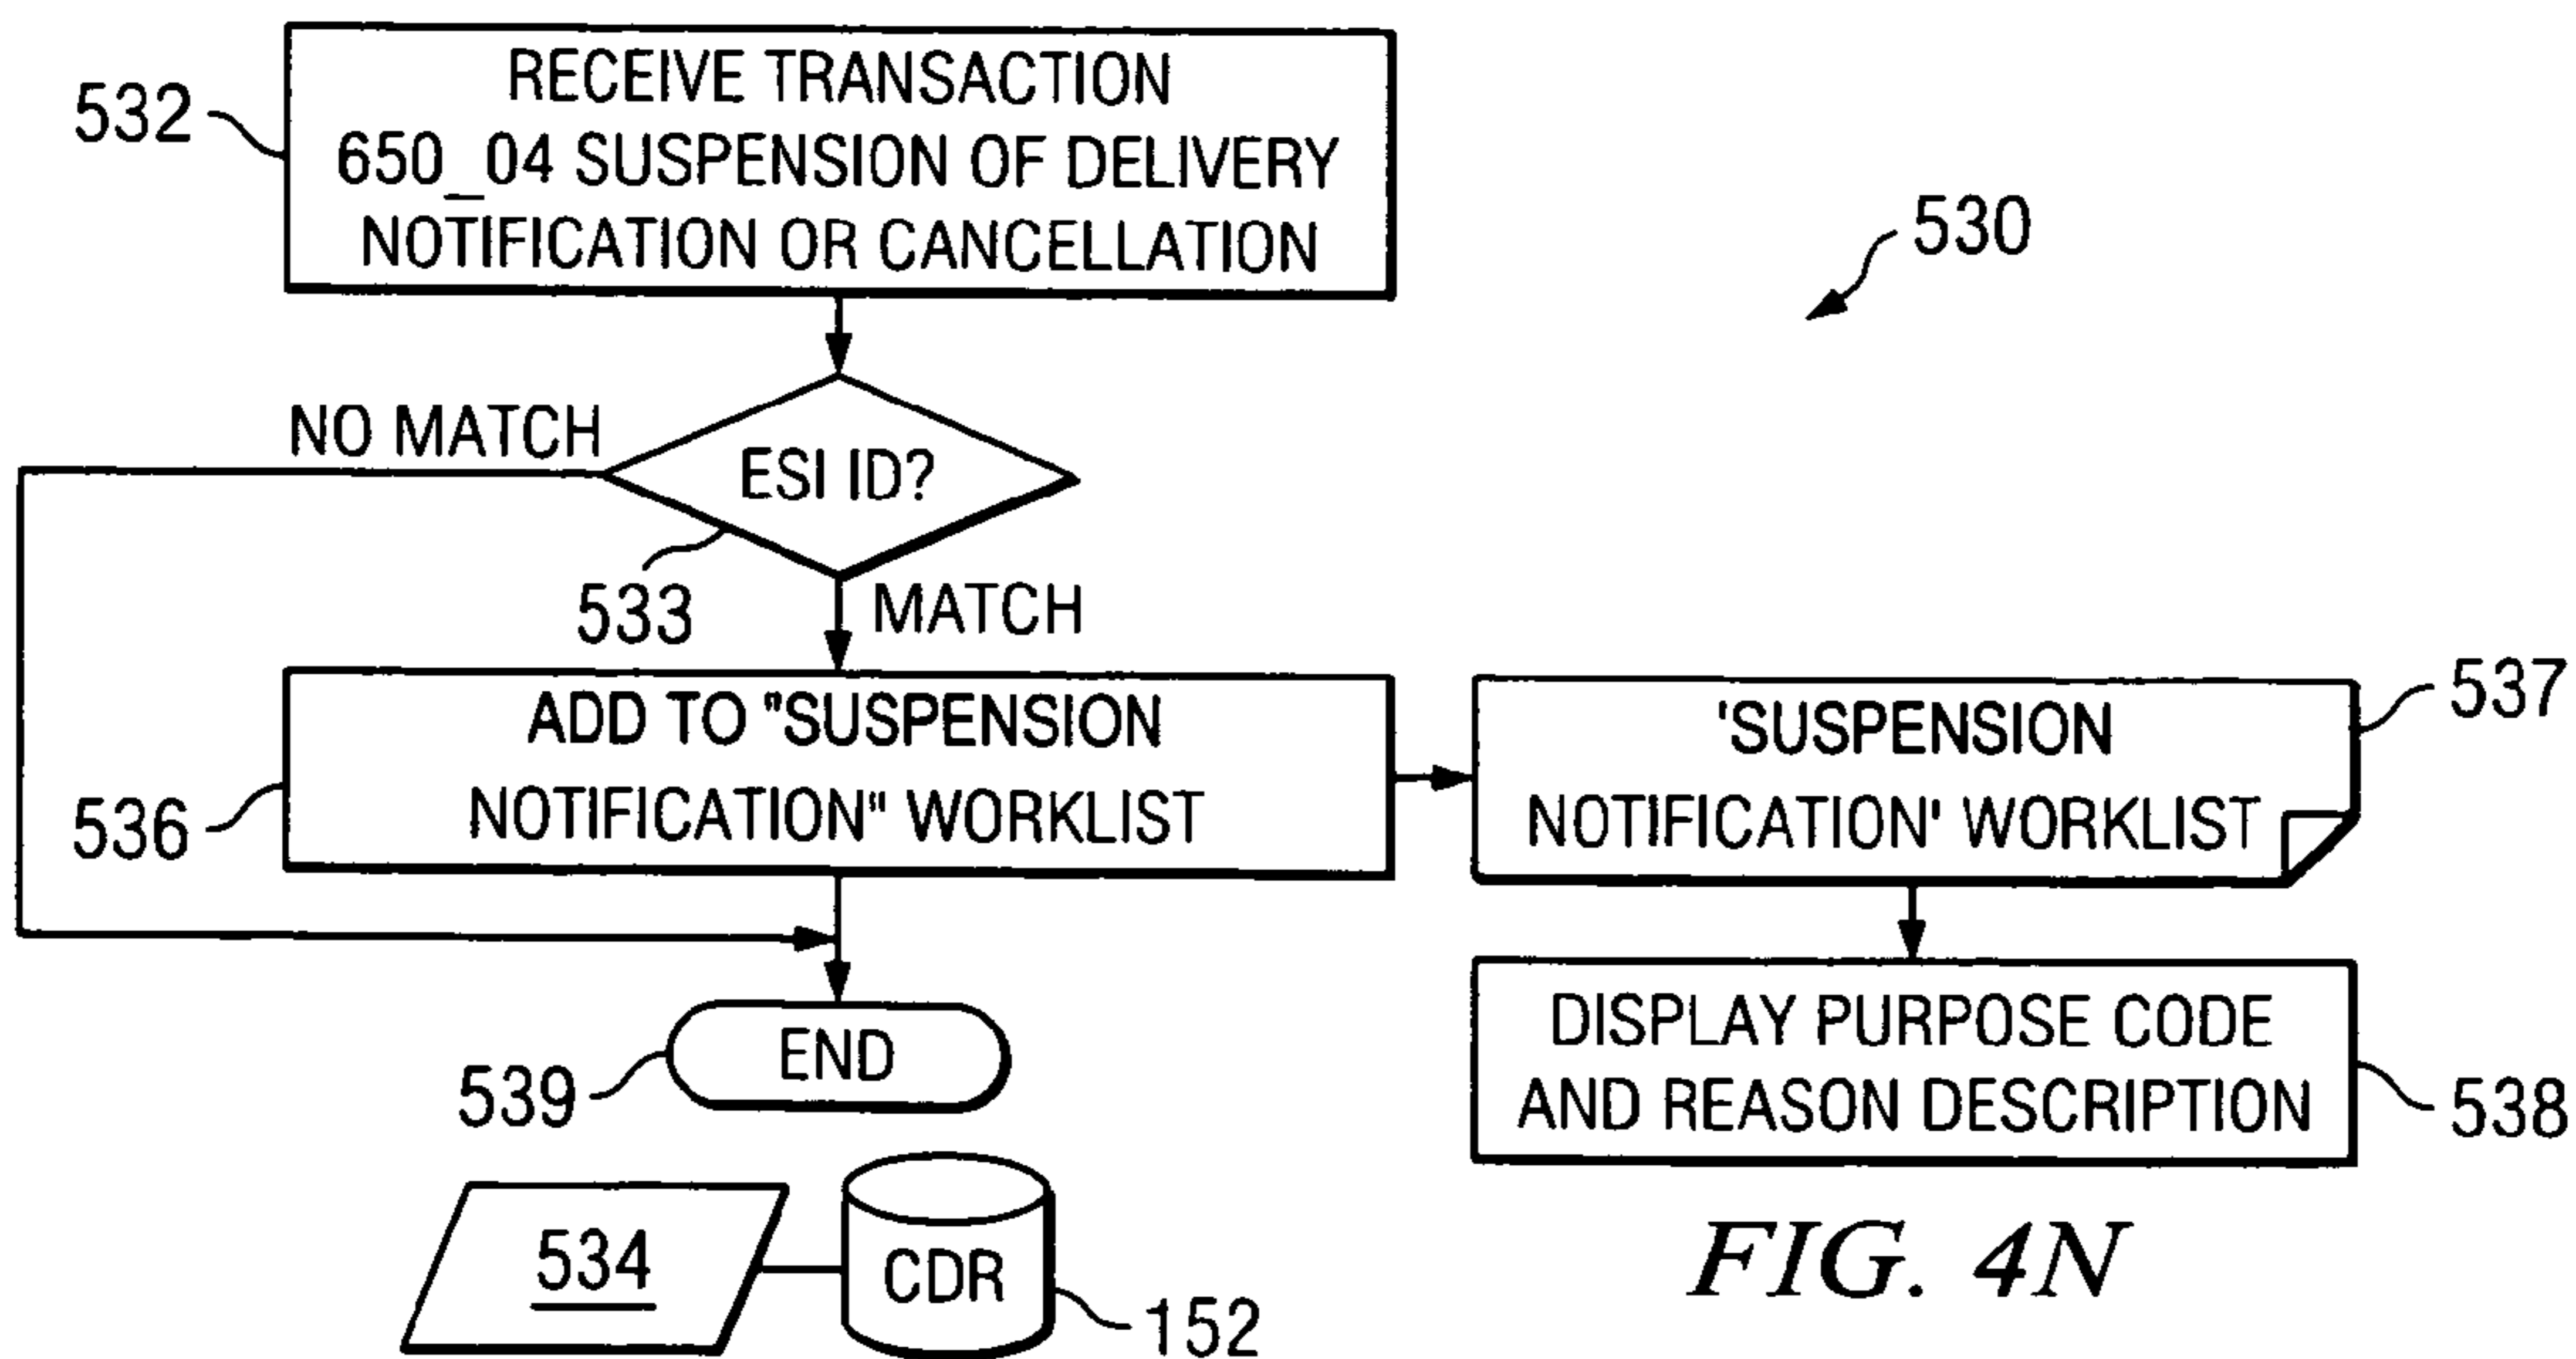 RECEIVE TRANSACTION
650_04 SUSPENSION OF DELIVERY
NOTIFICATION OR CANCELLATION
532
530
NO MATCH
ESI ID?
533
MATCH
ADD TO "SUSPENSION
NOTIFICATION" WORKLIST
536
'SUSPENSION
NOTIFICATION' WORKLIST
537
END
539
DISPLAY PURPOSE CODE
AND REASON DESCRIPTION
538
534
CDR
152
FIG. 4N